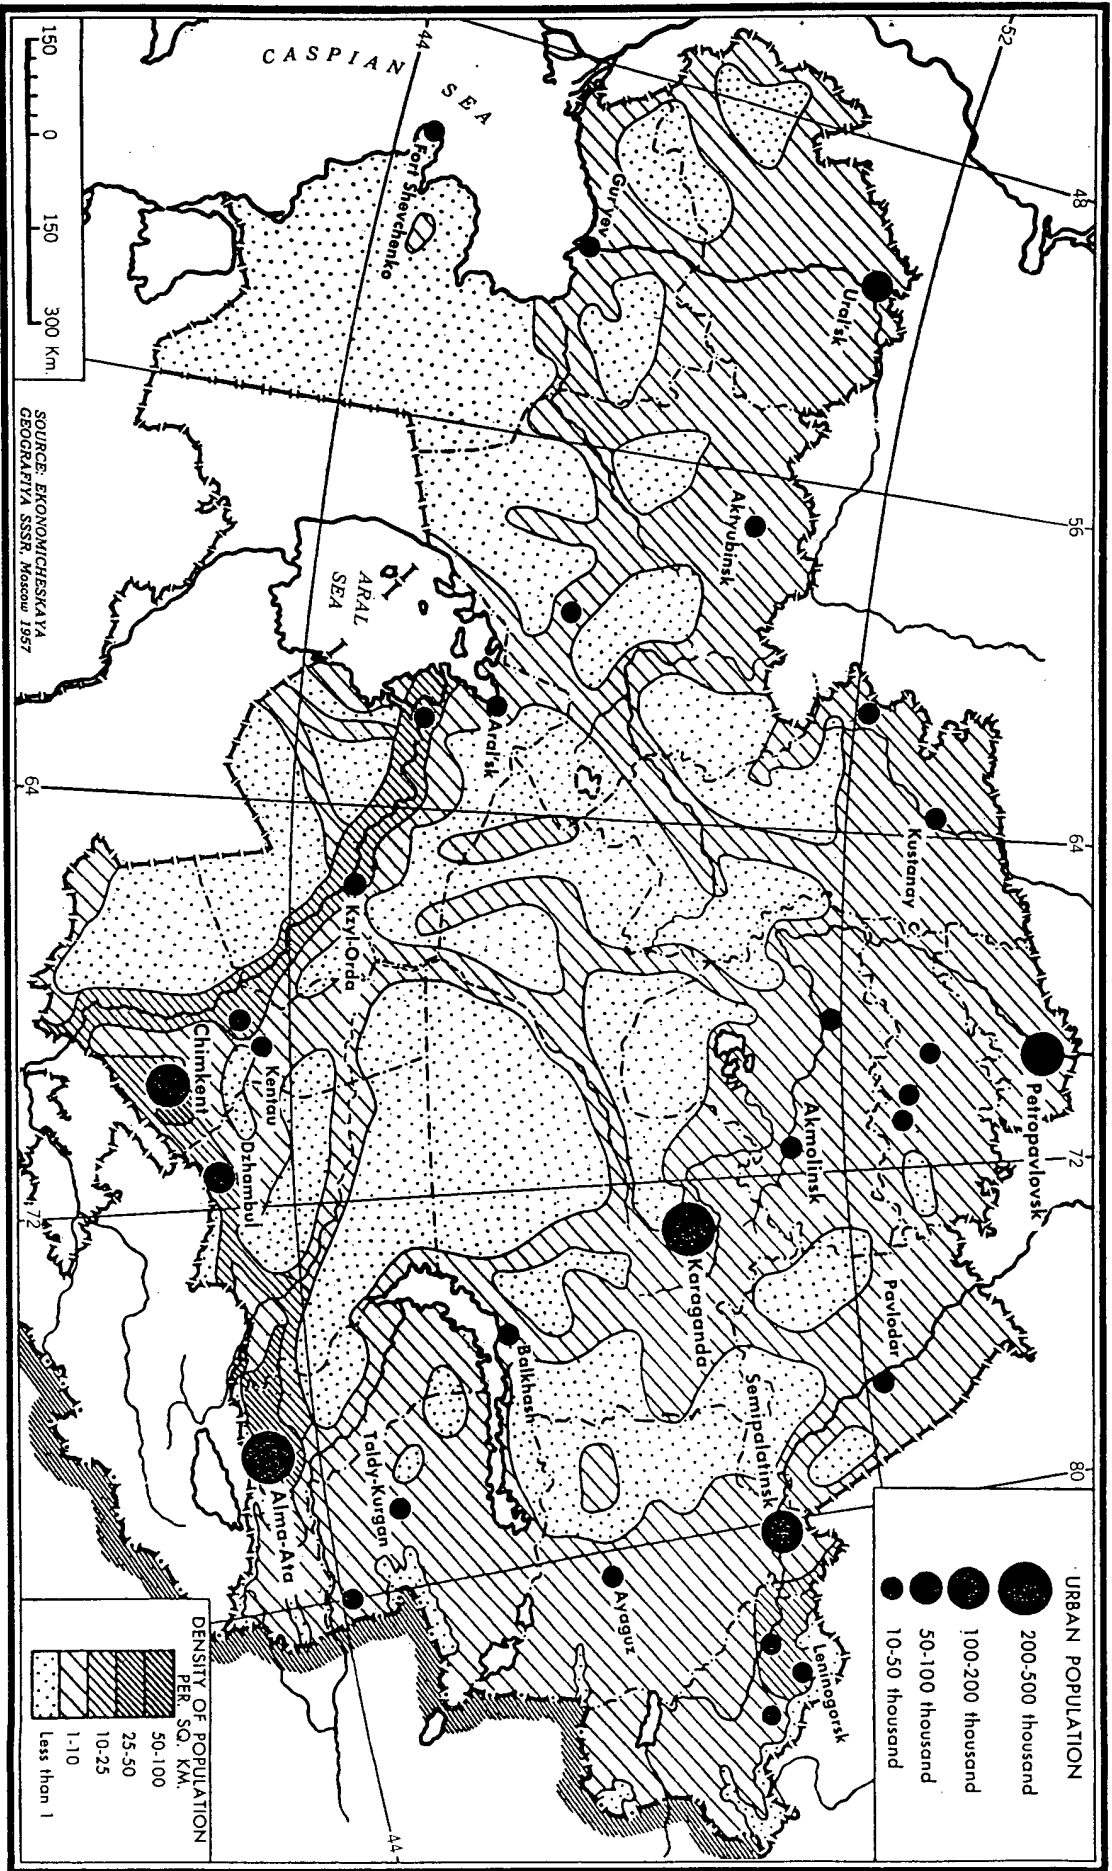 URBAN POPULATION
200-500 thousand
100-200 thousand
50-100 thousand
10-50 thousand
52
48
56
64
72
80
44
CASPIAN
SEA
Fort Shevchenko
Gur'yev
Ural'sk
Aktyubinsk
ARAL
SEA
Aral'sk
Kustanay
Petropavlovsk
Akmolinsk
Karaganda
Pavlodar
Semipalatinsk
Leninogorsk
Ayaguz
Balkhash
Taldy-Kurgan
Alma-Ata
Kzyl-Orda
Kentau
Chimkent
Dzhambul
64
72
44
150 0 150 300 Km.
SOURCE: EKONOMICHESKAYA
GEOGRAFIYA SSSR, Moscow 1957
DENSITY OF POPULATION
PER. SQ. KM.
50-100
25-50
10-25
1-10
Less than 1